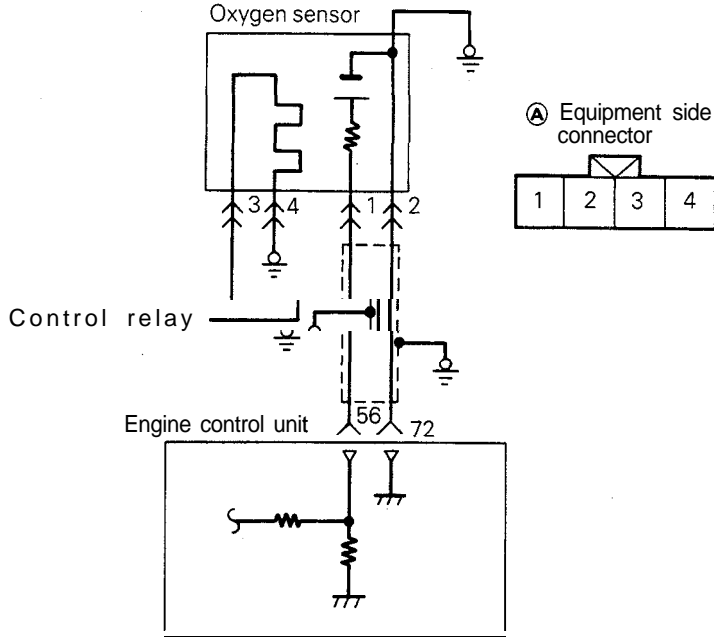 Oxygen sensor
Ⓐ Equipment side
connector
3 4 1 2
1 2 3 4
Control relay
56
72
Engine control unit